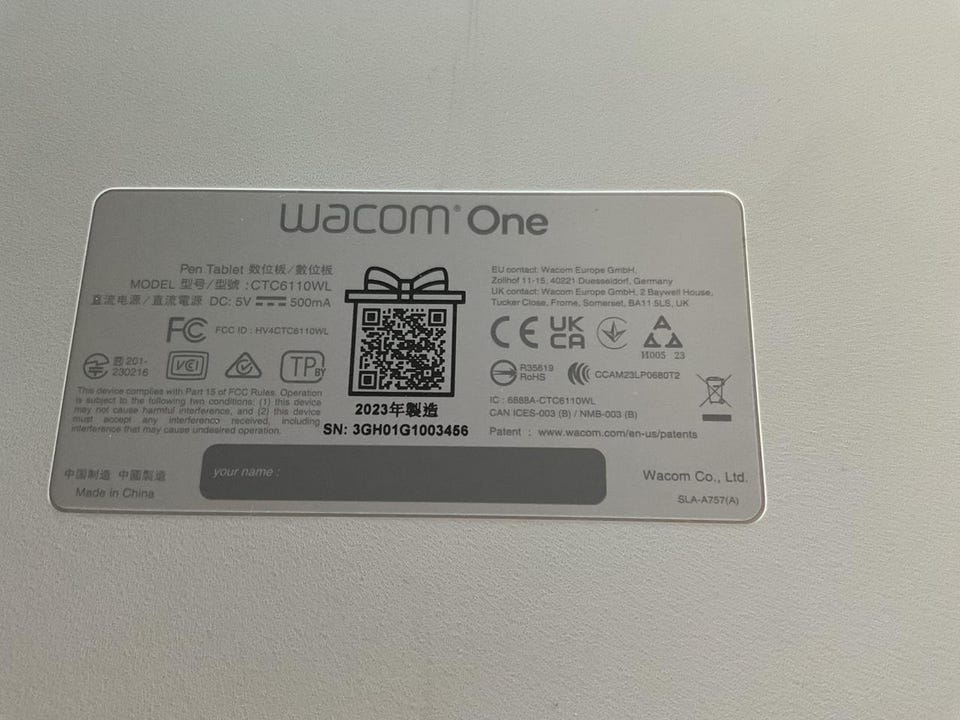 wacom® One
Pen Tablet 数位板/數位板
MODEL 型号/型號 : CTC6110WL
直流电源/直流電源 DC: 5V 500mA
FC FCC ID : HV4CTC6110WL
201-
230216
VCCI
TP BY
This device complies with Part 15 of FCC Rules. Operation
is subject to the following two conditions: (1) this device
may not cause harmful interference, and (2) this device
must accept any interference received, including
interference that may cause undesired operation.
2023年製造
SN: 3GH01G1003456
EU contact: Wacom Europe GmbH,
Zollhof 11-15, 40221 Duesseldorf, Germany
UK contact: Wacom Europe GmbH, 2 Baywell House,
Tucker Close, Frome, Somerset, BA11 5LS, UK
CE UK
CA
И005 23
R35619
RoHS
CCAM23LP0680T2
IC : 6888A-CTC6110WL
CAN ICES-003 (B) / NMB-003 (B)
Patent : www.wacom.com/en-us/patents
中国制造 中國製造
Made in China
your name :
Wacom Co., Ltd.
SLA-A757(A)